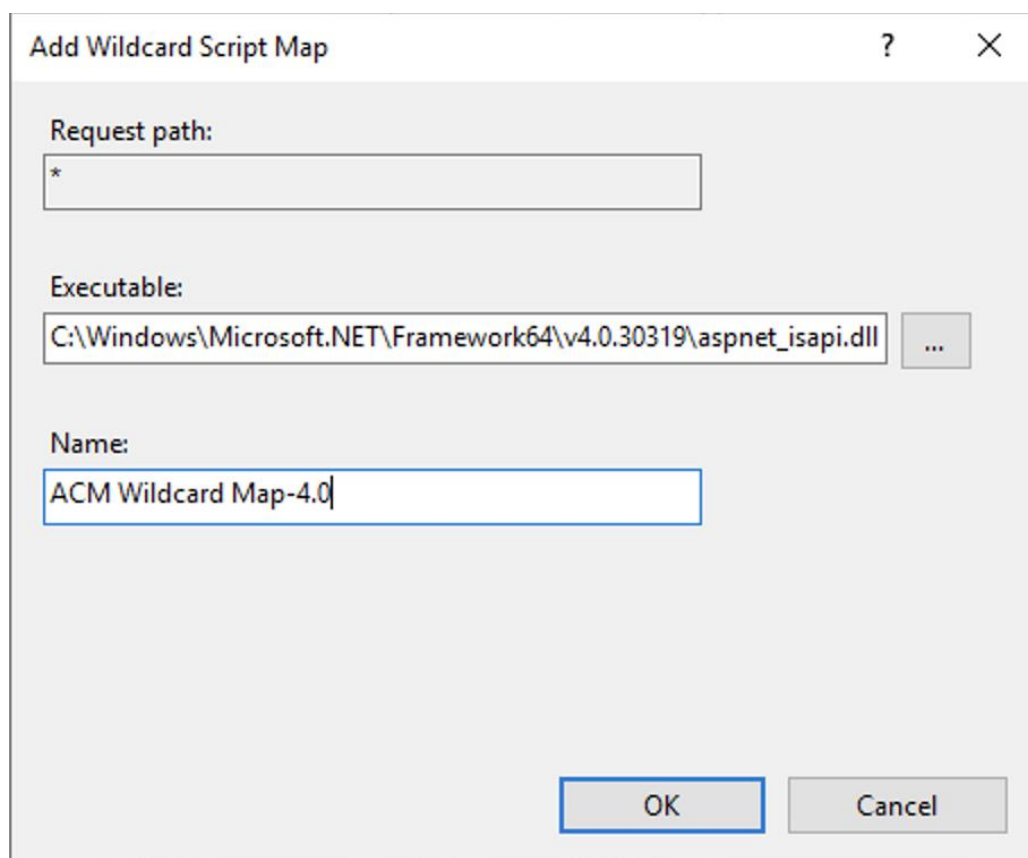 Add Wildcard Script Map
?
Request path:
*
Executable:
C:\Windows\Microsoft.NET\Framework64\v4.0.30319\aspnet_isapi.dll
...
Name:
ACM Wildcard Map-4.0
OK
Cancel